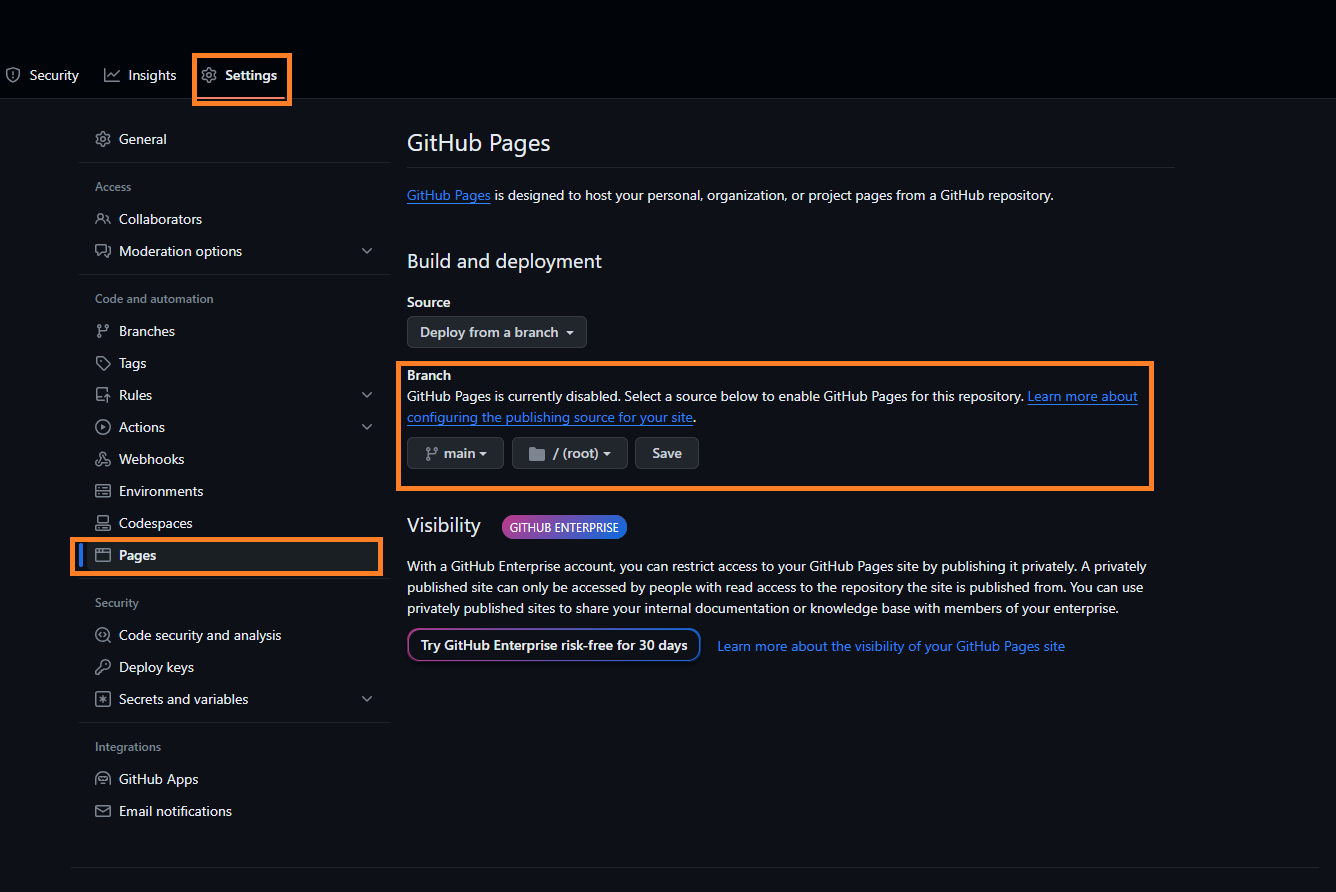 Security
Insights
Settings
General
Access
Collaborators
Moderation options
Code and automation
Branches
Tags
Rules
Actions
Webhooks
Environments
Codespaces
Pages
Security
Code security and analysis
Deploy keys
Secrets and variables
Integrations
GitHub Apps
Email notifications
GitHub Pages
GitHub Pages is designed to host your personal, organization, or project pages from a GitHub repository.
Build and deployment
Source
Deploy from a branch
Branch
GitHub Pages is currently disabled. Select a source below to enable GitHub Pages for this repository. Learn more about
configuring the publishing source for your site.
main
/ (root)
Save
Visibility
GITHUB ENTERPRISE
With a GitHub Enterprise account, you can restrict access to your GitHub Pages site by publishing it privately. A privately
published site can only be accessed by people with read access to the repository the site is published from. You can use
privately published sites to share your internal documentation or knowledge base with members of your enterprise.
Try GitHub Enterprise risk-free for 30 days
Learn more about the visibility of your GitHub Pages site